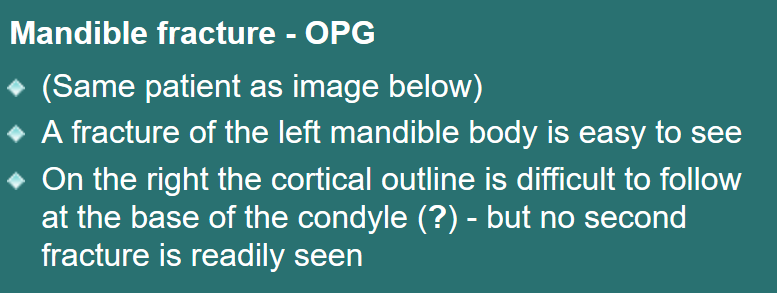 Mandible fracture - OPG
(Same patient as image below)
A fracture of the left mandible body is easy to see
On the right the cortical outline is difficult to follow
at the base of the condyle (?) - but no second
fracture is readily seen